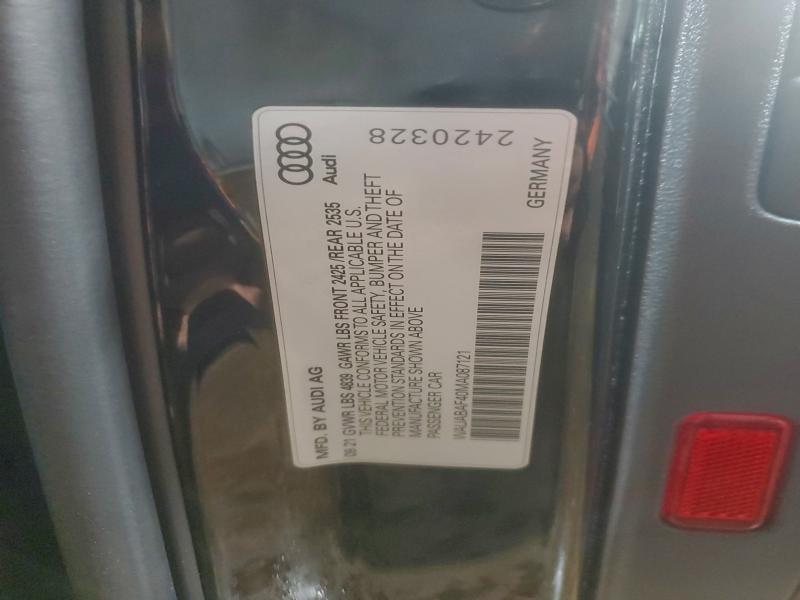 MFD. BY AUDI AG
Audi
09-21 GVWR LBS 4839 GAWR LBS FRONT 2425/REAR 2535
THIS VEHICLE CONFORMS TO ALL APPLICABLE U.S.
FEDERAL MOTOR VEHICLE SAFETY, BUMPER AND THEFT
PREVENTION STANDARDS IN EFFECT ON THE DATE OF
MANUFACTURE SHOWN ABOVE
PASSENGER CAR
WAUABAF40MA087121
GERMANY
2420328